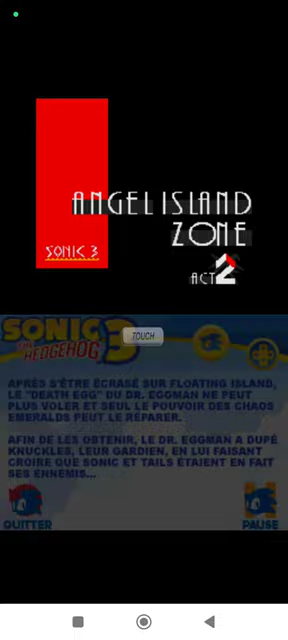 ANGEL ISLAND
ZONE
SONIC 3
ACT 2
SONIC
THE
HEDGEHOG
3
TOUCH
APRÈS S'ÊTRE ÉCRASÉ SUR FLOATING ISLAND,
LE "DEATH EGG" DU DR. EGGMAN NE PEUT
PLUS VOLER ET SEUL LE POUVOIR DES CHAOS
EMERALDS PEUT LE RÉPARER.
AFIN DE LES OBTENIR, LE DR. EGGMAN A DUPÉ
KNUCKLES, LEUR GARDIEN, EN LUI FAISANT
CROIRE QUE SONIC ET TAILS ÉTAIENT EN FAIT
SES ENNEMIS...
QUITTER
PAUSE